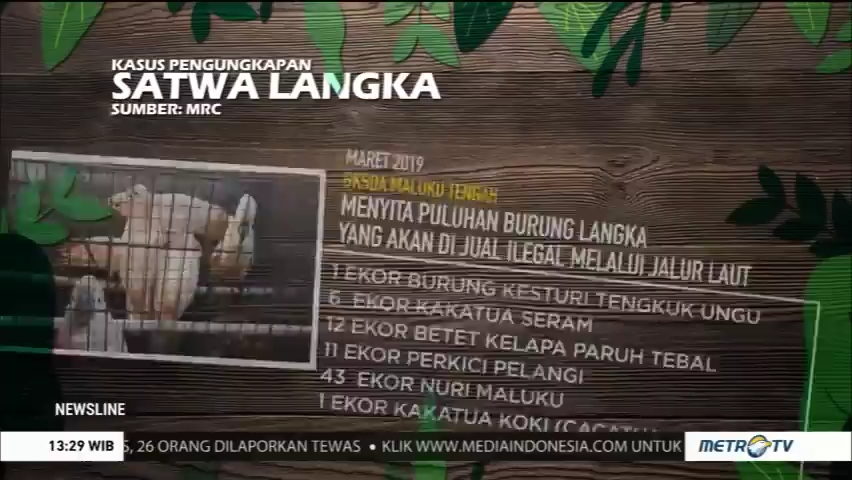 KASUS PENGUNGKAPAN
SATWA LANGKA
SUMBER: MRC
MARET 2019
BKSDA MALUKU TENGAH
MENYITA PULUHAN BURUNG LANGKA
YANG AKAN DI JUAL ILEGAL MELALUI JALUR LAUT
1 EKOR BURUNG KESTURI TENGKUK UNGU
6 EKOR KAKATUA SERAM
12 EKOR BETET KELAPA PARUH TEBAL
11 EKOR PERKICI PELANGI
43 EKOR NURI MALUKU
1 EKOR KAKATUA KOKI
NEWSLINE
13:29 WIB S, 26 ORANG DILAPORKAN TEWAS • KLIK WWW.MEDIAINDONESIA.COM UNTUK METRO TV